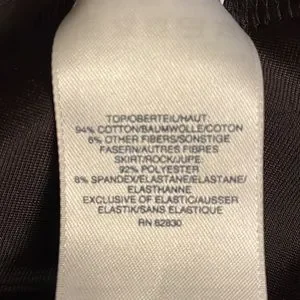 TOP/OBERTEIL/HAUT:
94% COTTON/BAUMWOLLE/COTON
6% OTHER FIBERS/SONSTIGE
FASERN/AUTRES FIBRES
SKIRT/ROCK/JUPE:
92% POLYESTER
8% SPANDEX/ELASTANE/ELASTANE/
ELASTHANNE
EXCLUSIVE OF ELASTIC/AUSSER
ELASTIK/SANS ELASTIQUE
RN 62830